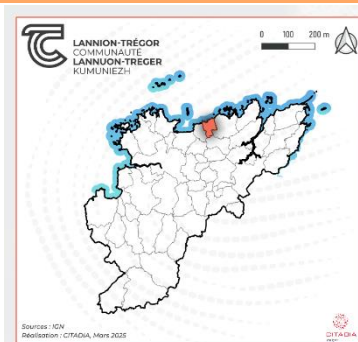 LANNION-TRÉGOR
COMMUNAUTÉ
LANNUON-TREGER
KUMUNIEZH
0 100 200 m
Sources : IGN
Réalisation : CITADIA, Mars 2025
CITADIA